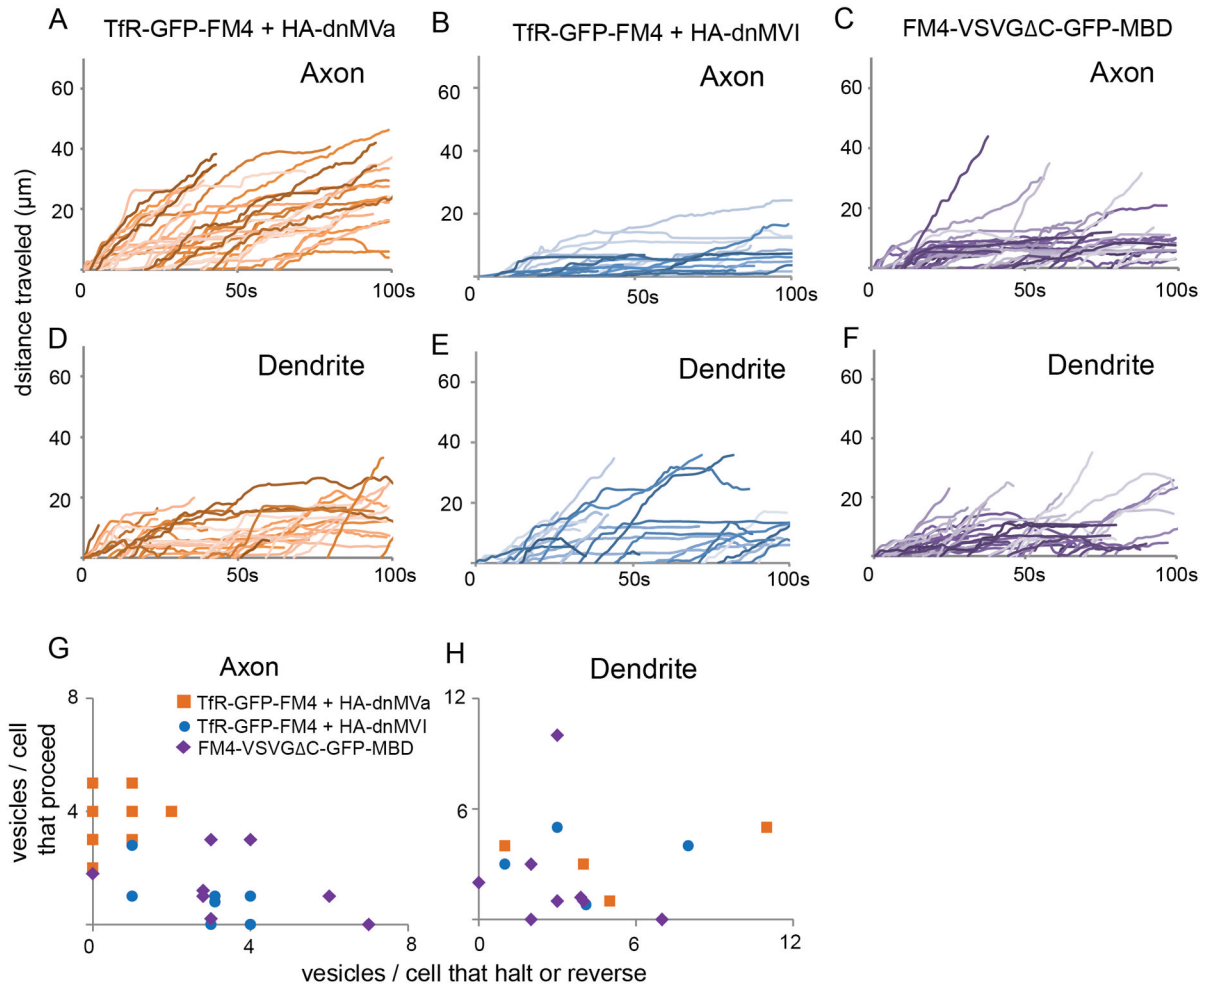 A
TfR-GFP-FM4 + HA-dnMVa
Axon
60
40
20
0
50s
100s
B
TfR-GFP-FM4 + HA-dnMVI
Axon
60
40
20
0
50s
100s
C
FM4-VSVGΔC-GFP-MBD
Axon
60
40
20
0
50s
100s
dsitance traveled (µm)
D
Dendrite
60
40
20
0
50s
100s
E
Dendrite
60
40
20
0
50s
100s
F
Dendrite
60
40
20
0
50s
100s
G
Axon
8
4
0
4
8
TfR-GFP-FM4 + HA-dnMVa
TfR-GFP-FM4 + HA-dnMVI
FM4-VSVGΔC-GFP-MBD
vesicles / cell
that proceed
H
Dendrite
12
6
0
6
12
vesicles / cell that halt or reverse